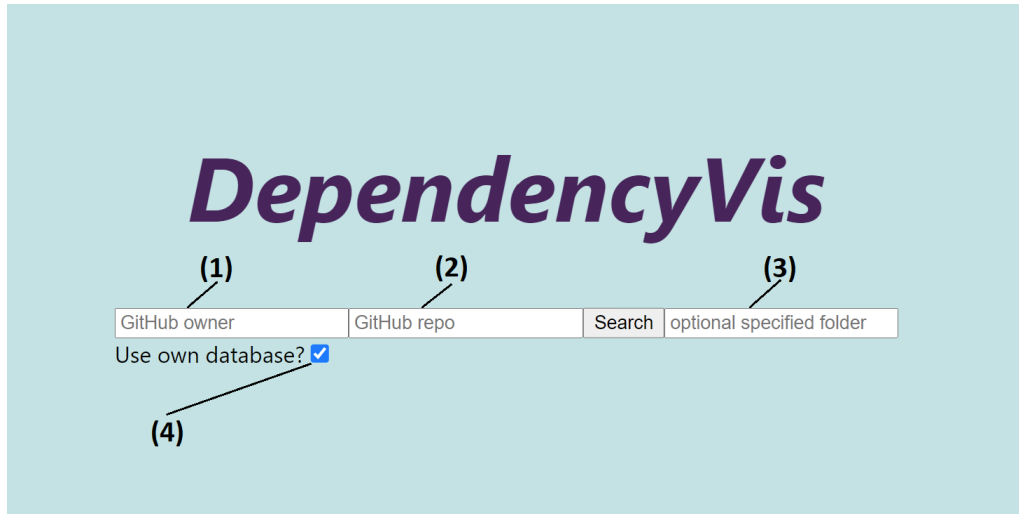 DependencyVis
(1) (2) (3)
GitHub owner GitHub repo Search optional specified folder
Use own database?
(4)